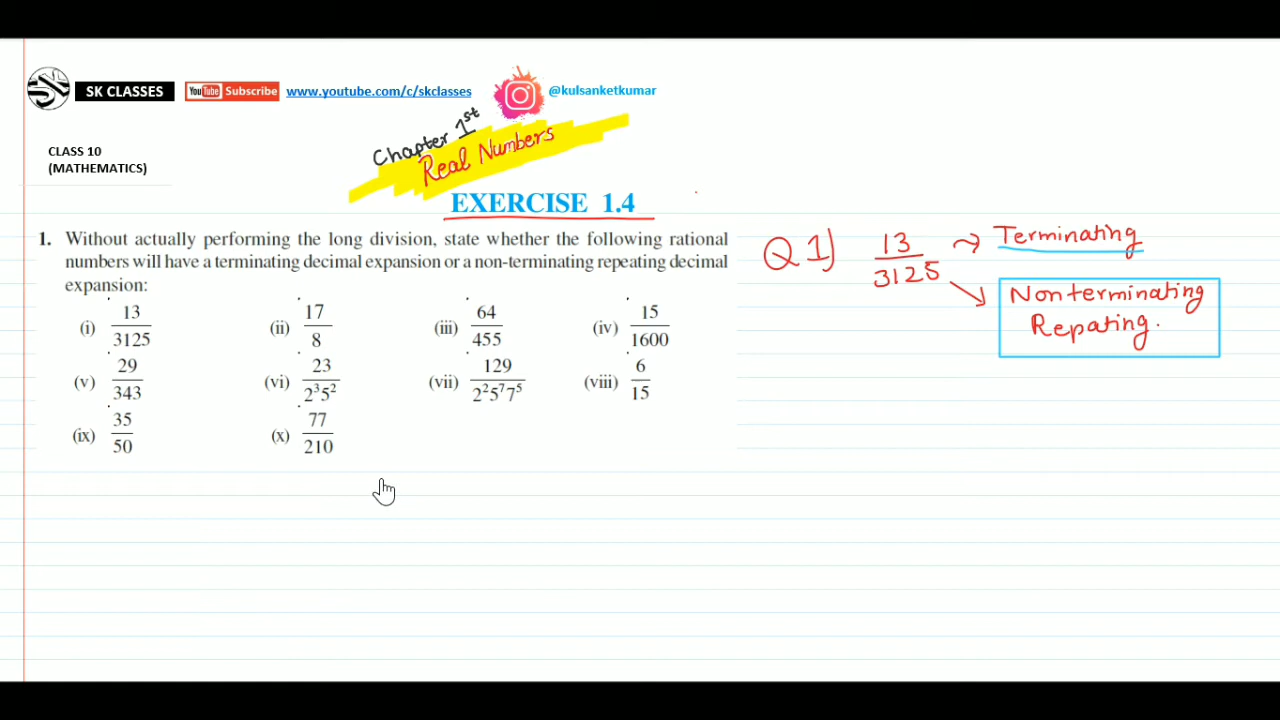 SK CLASSES YouTube Subscribe www.youtube.com/c/skclasses @kulsanketkumar
Chapter 1st
Real Numbers
CLASS 10
(MATHEMATICS)
EXERCISE 1.4
1. Without actually performing the long division, state whether the following rational
numbers will have a terminating decimal expansion or a non-terminating repeating decimal
expansion:
(i) 13/3125 (ii) 17/8 (iii) 64/455 (iv) 15/1600
(v) 29/343 (vi) 23/2³5² (vii) 129/2²5⁷7⁵ (viii) 6/15
(ix) 35/50 (x) 77/210
Q 1) 13/3125 → Terminating
Nonterminating
Repating.